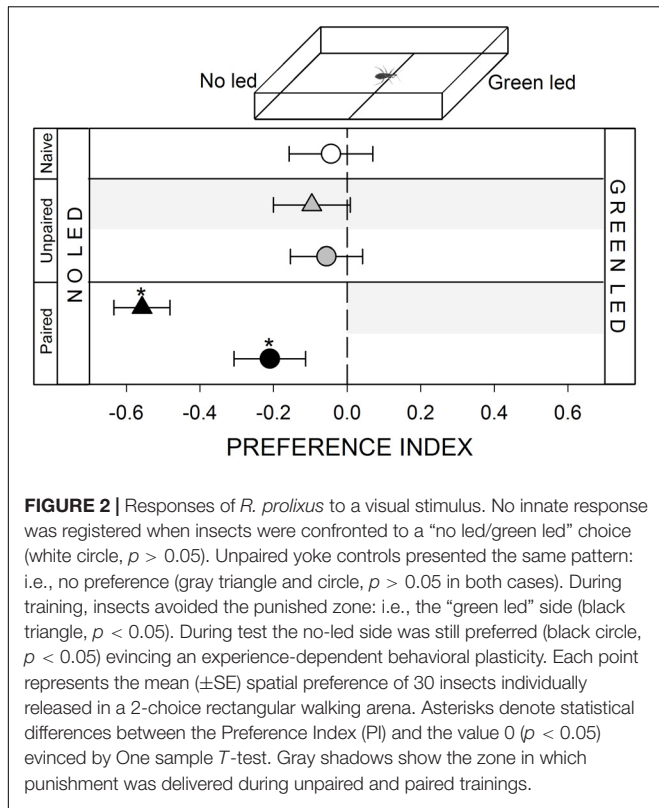 No led
Green led
Naive
Unpaired
Paired
NO LED
GREEN LED
* 
*
-0.6 -0.4 -0.2 0.0 0.2 0.4 0.6
PREFERENCE INDEX
FIGURE 2 | Responses of R. prolixus to a visual stimulus. No innate response
was registered when insects were confronted to a “no led/green led” choice
(white circle, p > 0.05). Unpaired yoke controls presented the same pattern:
i.e., no preference (gray triangle and circle, p > 0.05 in both cases). During
training, insects avoided the punished zone: i.e., the “green led” side (black
triangle, p < 0.05). During test the no-led side was still preferred (black circle,
p < 0.05) evincing an experience-dependent behavioral plasticity. Each point
represents the mean (±SE) spatial preference of 30 insects individually
released in a 2-choice rectangular walking arena. Asterisks denote statistical
differences between the Preference Index (PI) and the value 0 (p < 0.05)
evinced by One sample T-test. Gray shadows show the zone in which
punishment was delivered during unpaired and paired trainings.